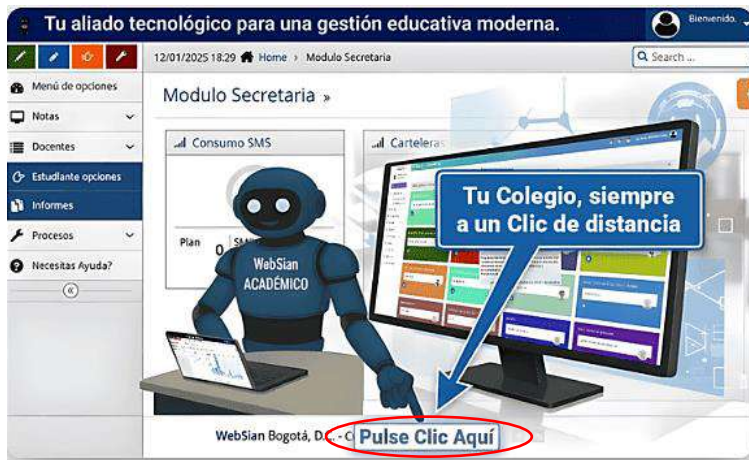 Tu aliado tecnológico para una gestión educativa moderna.
Bienvenido.
12/01/2025 18:29 Home › Modulo Secretaria
Search ...
Menú de opciones
Notas
Docentes
Estudiante opciones
Informes
Procesos
Necesitas Ayuda?
Modulo Secretaria »
Consumo SMS
Carteleras
Plan
0
Tu Colegio, siempre
a un Clic de distancia
WebSian
ACADÉMICO
WebSian Bogotá, D.
Pulse Clic Aquí